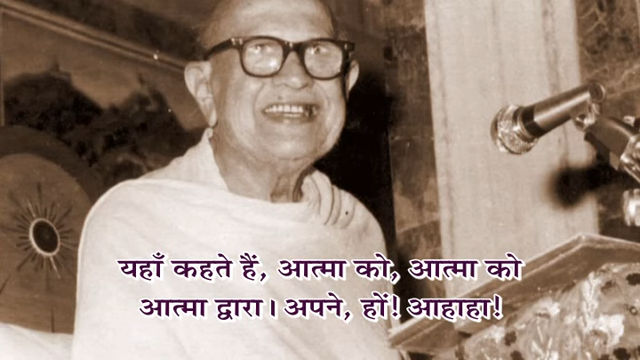 यहाँ कहते हैं, आत्मा को, आत्मा को
आत्मा द्वारा। अपने, हों! आहाहा!